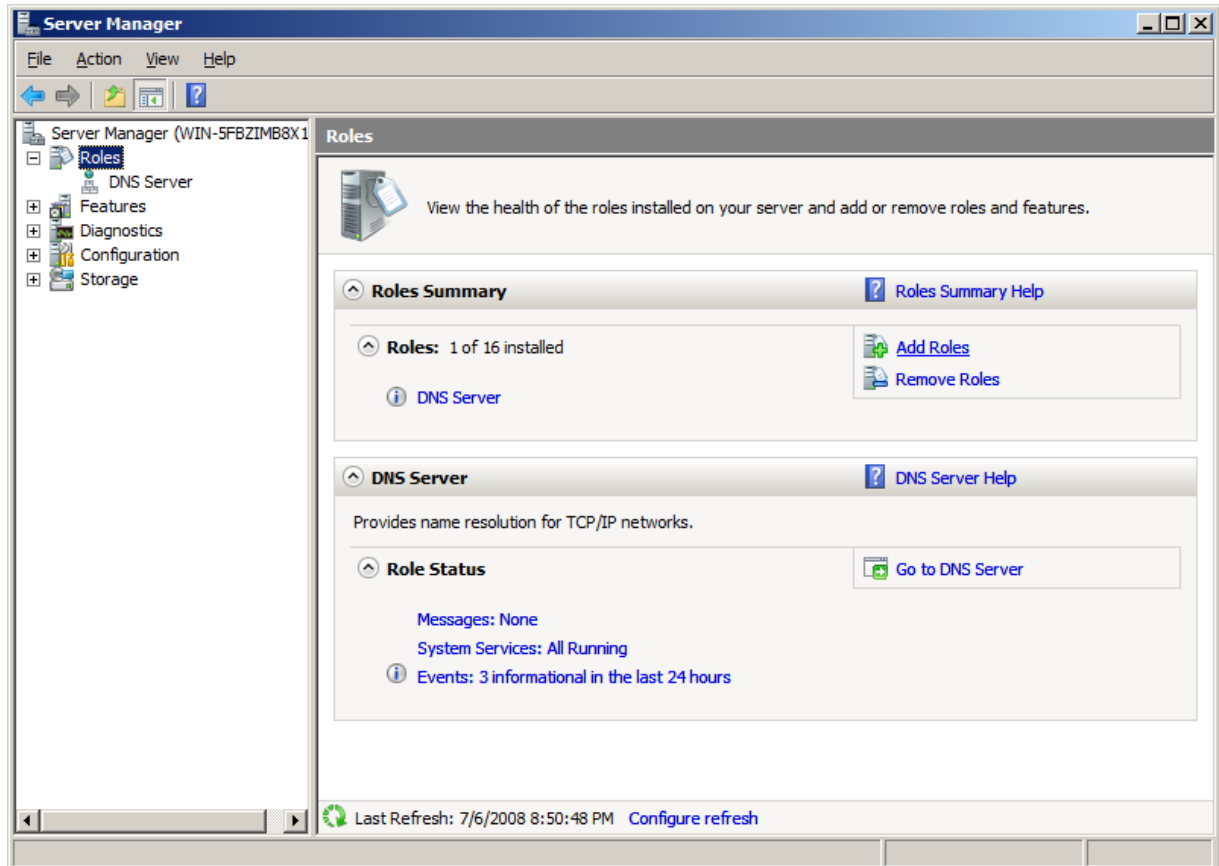 Server Manager
File Action View Help
Server Manager (WIN-5FBZIMB8X1
Roles
DNS Server
Features
Diagnostics
Configuration
Storage
Roles
View the health of the roles installed on your server and add or remove roles and features.
Roles Summary
Roles Summary Help
Roles: 1 of 16 installed
Add Roles
Remove Roles
DNS Server
DNS Server
DNS Server Help
Provides name resolution for TCP/IP networks.
Role Status
Go to DNS Server
Messages: None
System Services: All Running
Events: 3 informational in the last 24 hours
Last Refresh: 7/6/2008 8:50:48 PM Configure refresh